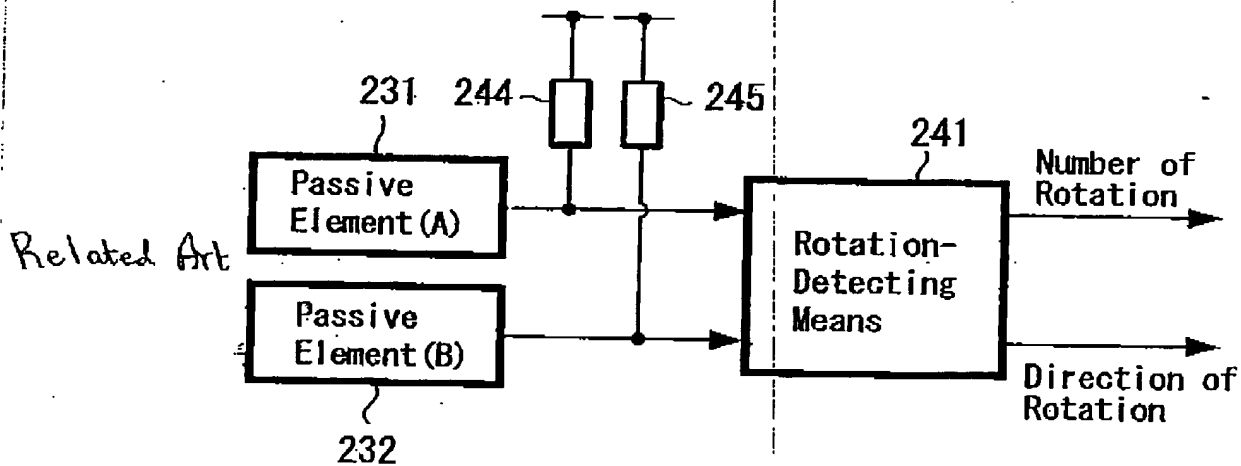 231
244
245
241
Passive
Element(A)
Number of
Rotation
Related Art
Rotation-
Detecting
Means
Passive
Element(B)
Direction of
Rotation
232